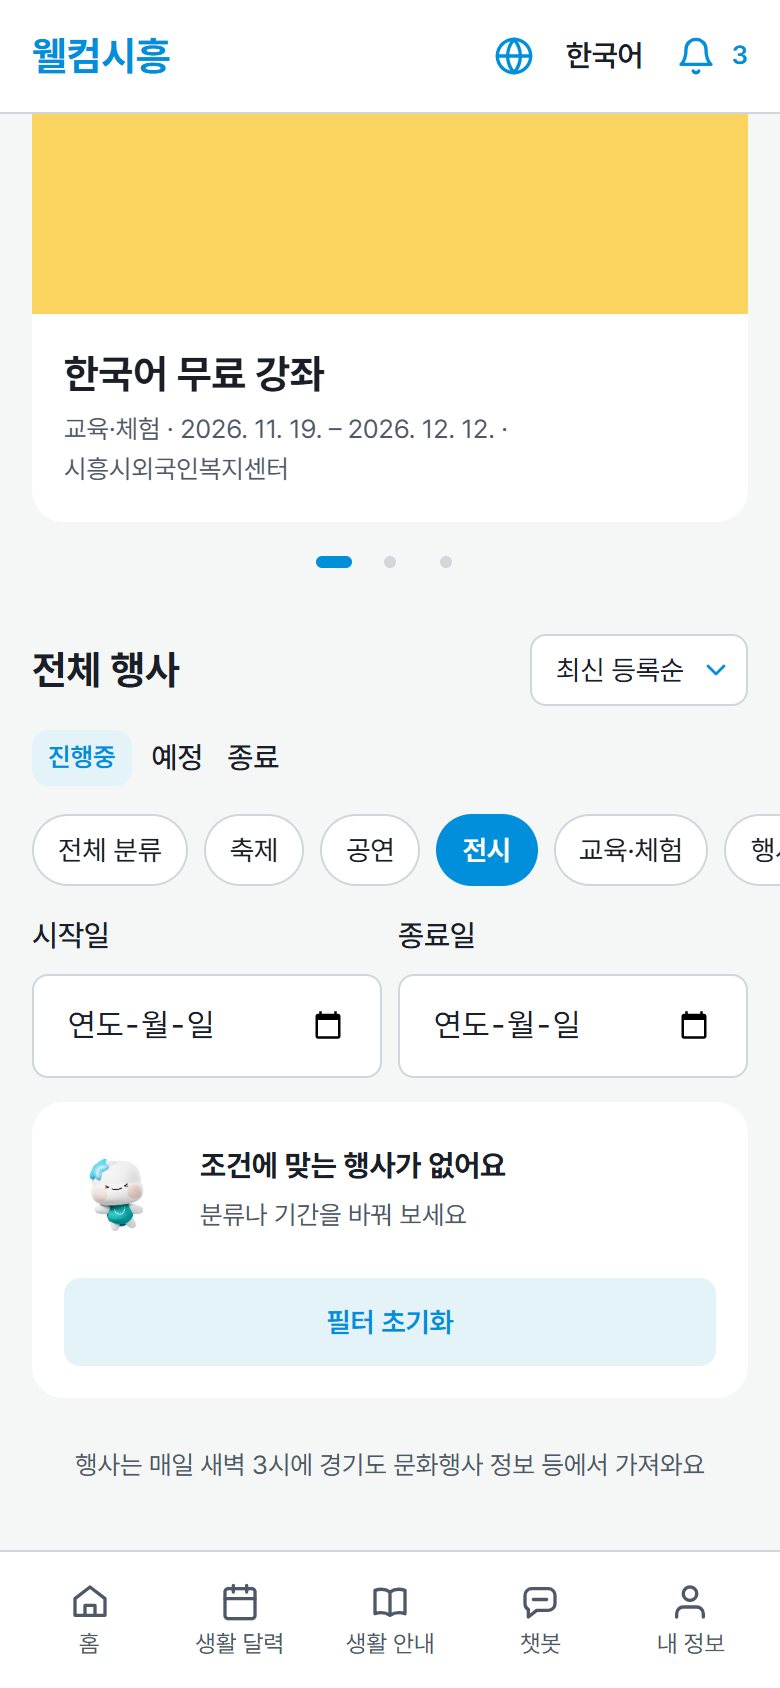 웰컴시흥
한국어
3
한국어 무료 강좌
교육·체험 · 2026. 11. 19. – 2026. 12. 12. ·
시흥시외국인복지센터
전체 행사
최신 등록순
진행중 예정 종료
전체 분류 축제 공연 전시 교육·체험
시작일 종료일
연도-월-일 연도-월-일
조건에 맞는 행사가 없어요
분류나 기간을 바꿔 보세요
필터 초기화
행사는 매일 새벽 3시에 경기도 문화행사 정보 등에서 가져와요
홈 생활 달력 생활 안내 챗봇 내 정보